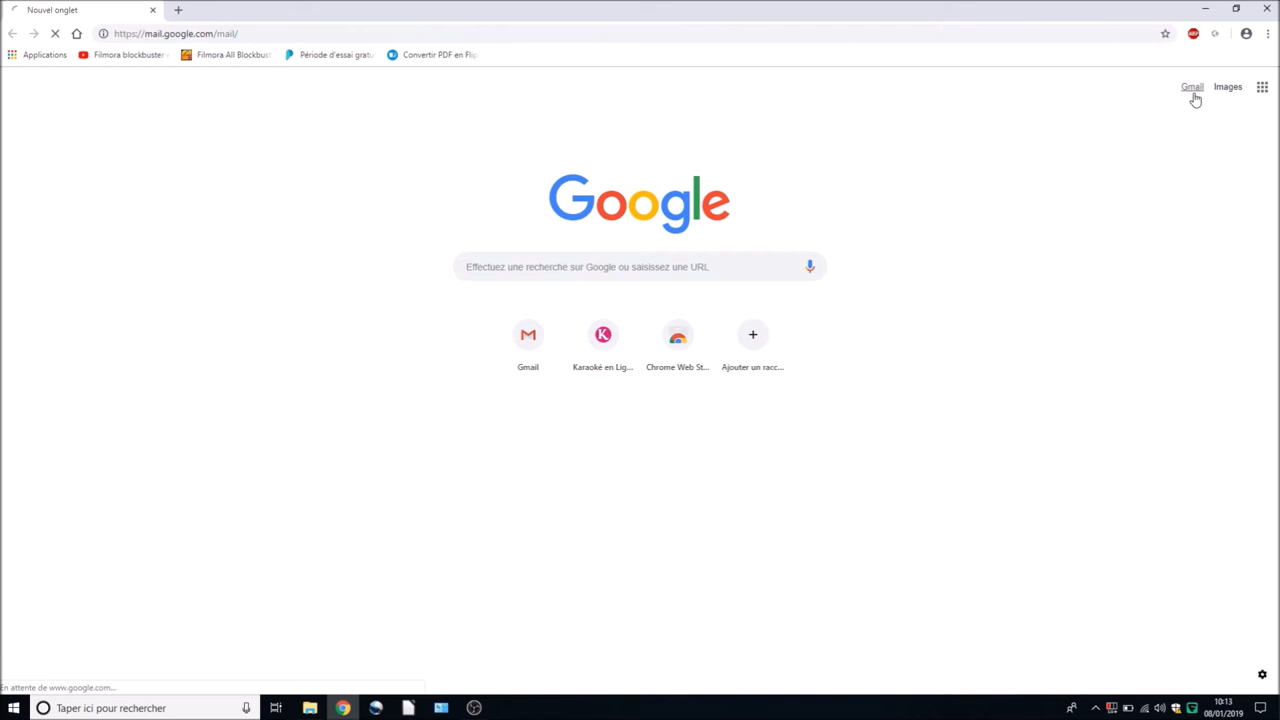 Nouvel onglet
https://mail.google.com/mail/
ABP
Applications
Filmora blockbuster e
Filmora All Blockbust
Période d'essai gratu
Convertir PDF en Flip
Gmail
Images
Google
Effectuez une recherche sur Google ou saisissez une URL
K
Gmail
Karaoké en Lig...
Chrome Web St...
Ajouter un racc...
En attente de www.google.com...
Taper ici pour rechercher
10:13
08/01/2019